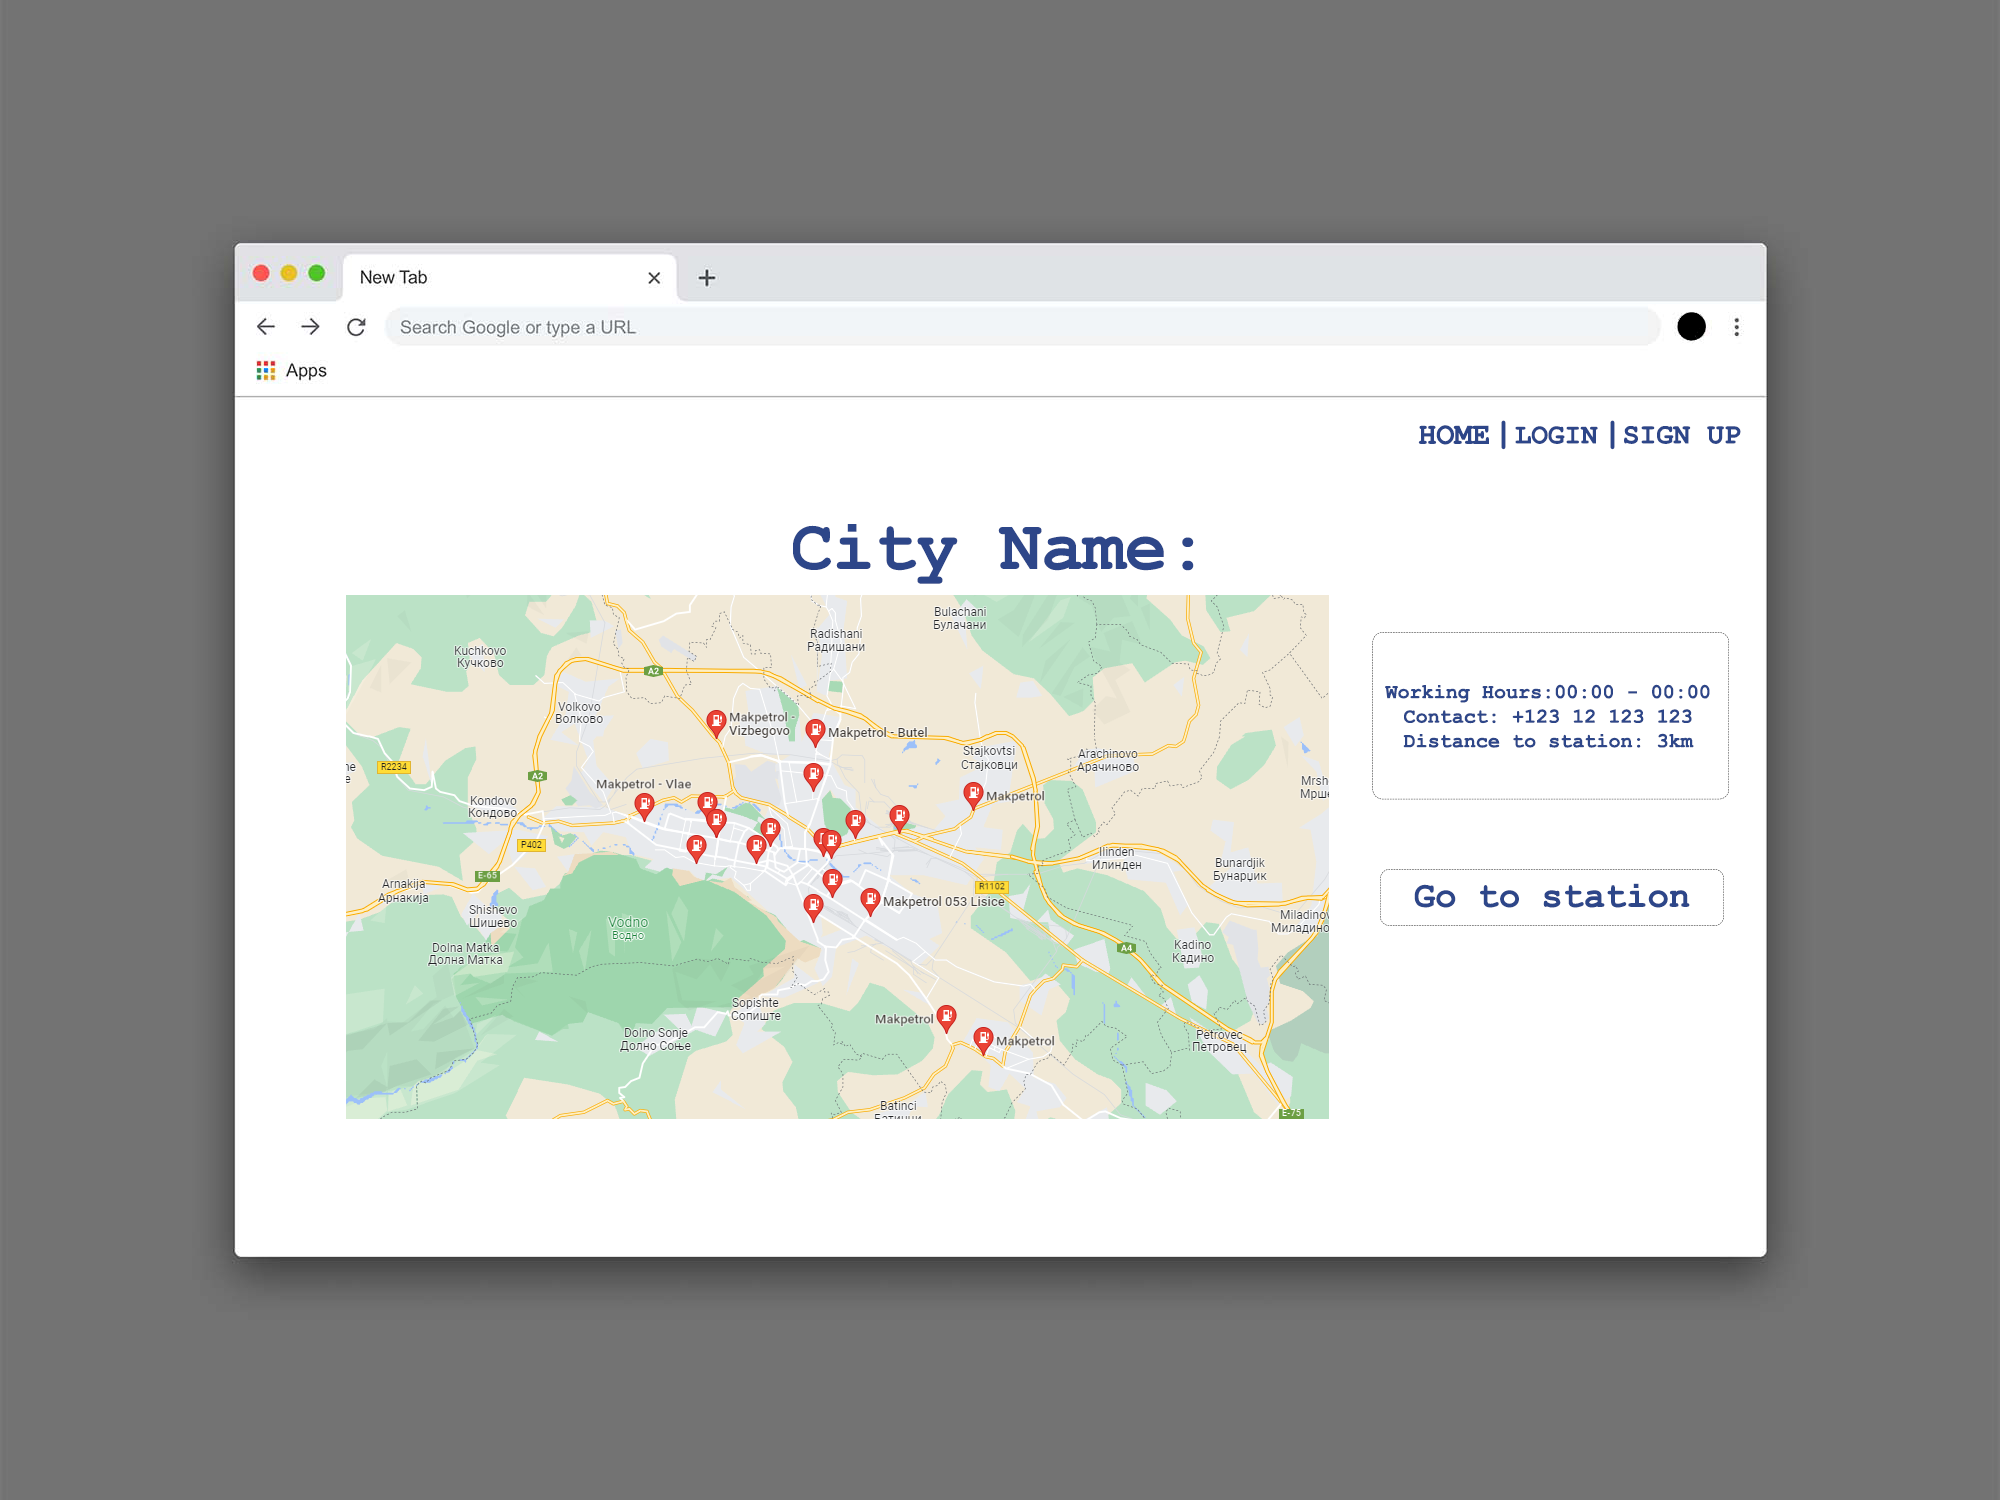 New Tab
Search Google or type a URL
Apps
HOME | LOGIN | SIGN UP
City Name:
Bulachani
Булачани
Radishani
Радишани
Kuchkovo
Кучково
A2
Volkovo
Волково
Makpetrol -
Vizbegovo
Makpetrol - Butel
Stajkovtsi
Стајковци
Arachinovo
Арачиново
R2234
A2
Makpetrol - Vlae
Makpetrol
Kondovo
Кондово
P402
Ilinden
Илинден
Bunardjik
Бунарџик
E-65
Arnakija
Арнакија
R1102
Makpetrol 053 Lisice
Shishevo
Шишево
Vodno
Водно
Miladinov
Миладино
Dolna Matka
Долна Матка
A4
Kadino
Кадино
Sopishte
Сопиште
Makpetrol
Dolno Sonje
Долно Соње
Makpetrol
Petrovec
Петровец
Batinci
E-75
Working Hours:00:00 - 00:00
Contact: +123 12 123 123
Distance to station: 3km
Go to station